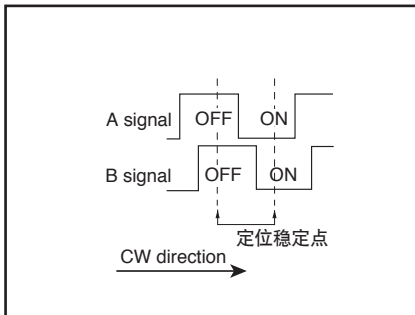 A signal OFF ON
B signal OFF ON
定位稳定点
CW direction